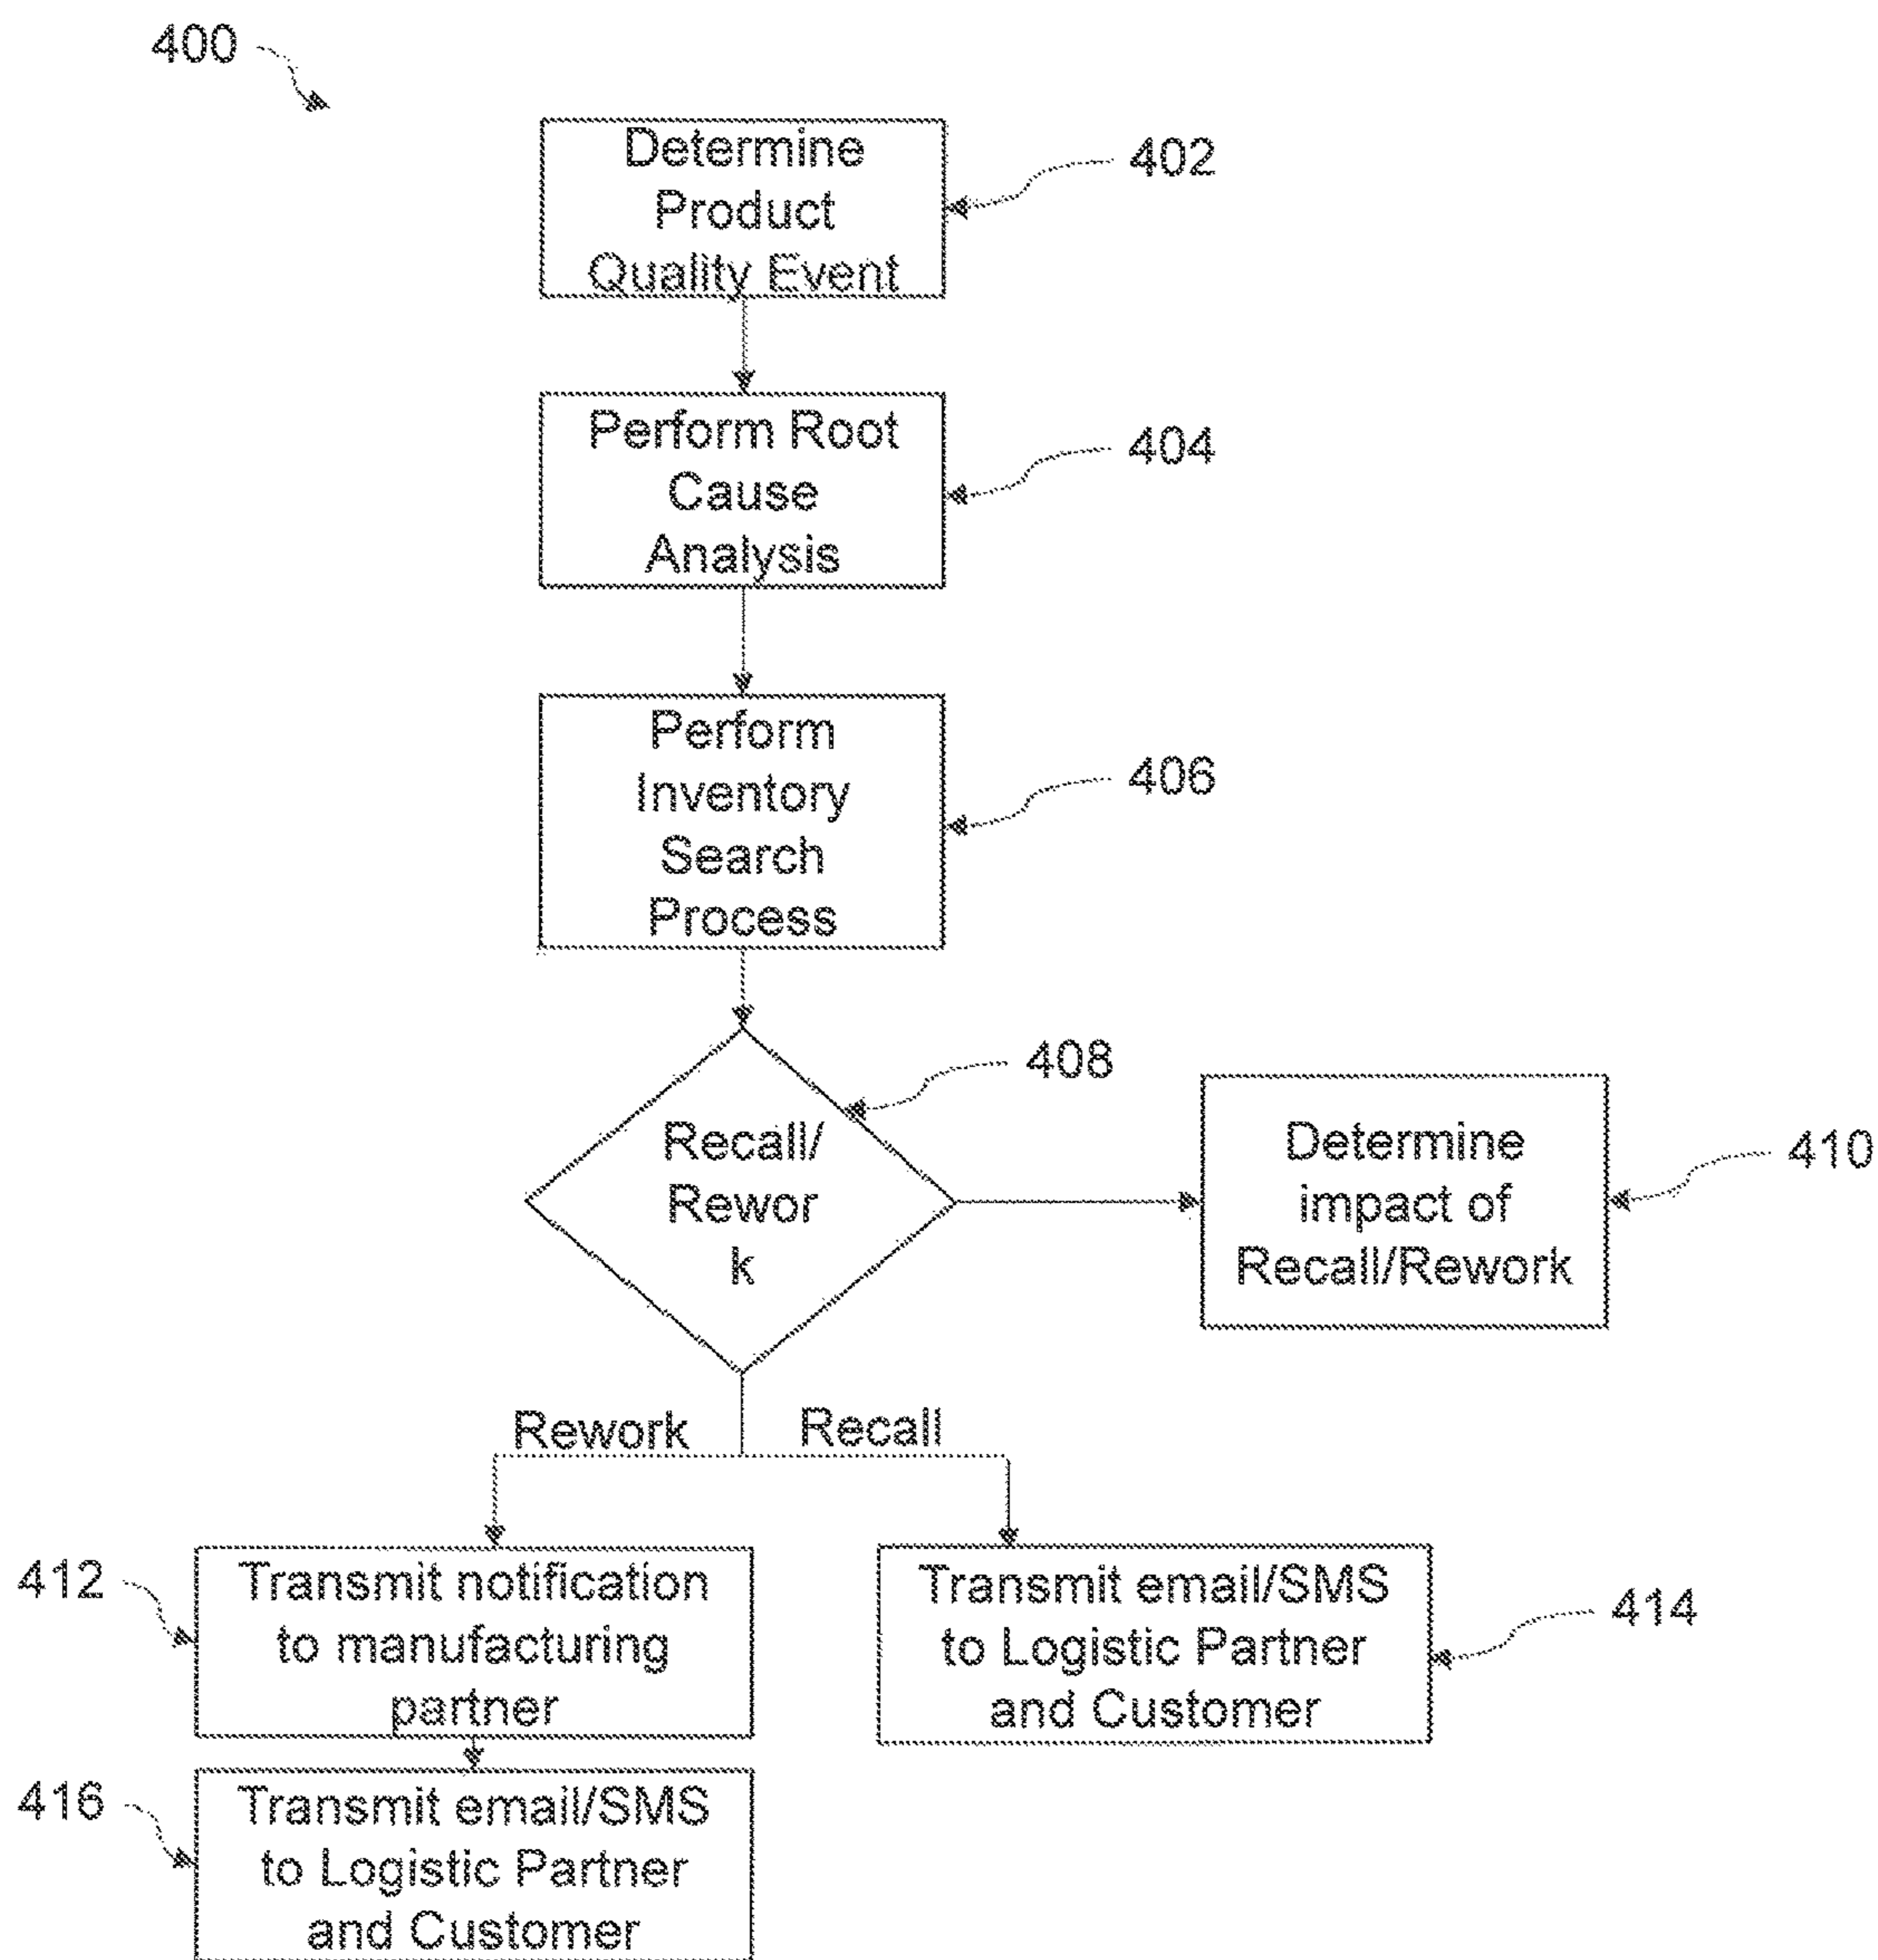 400
Determine
Product
Quality Event
402
Perform Root
Cause
Analysis
404
Perform
Inventory
Search
Process
406
408
Recall/
Rewor
k
Determine
impact of
Recall/Rework
410
Rework
Recall
412
Transmit notification
to manufacturing
partner
Transmit email/SMS
to Logistic Partner
and Customer
414
416
Transmit email/SMS
to Logistic Partner
and Customer